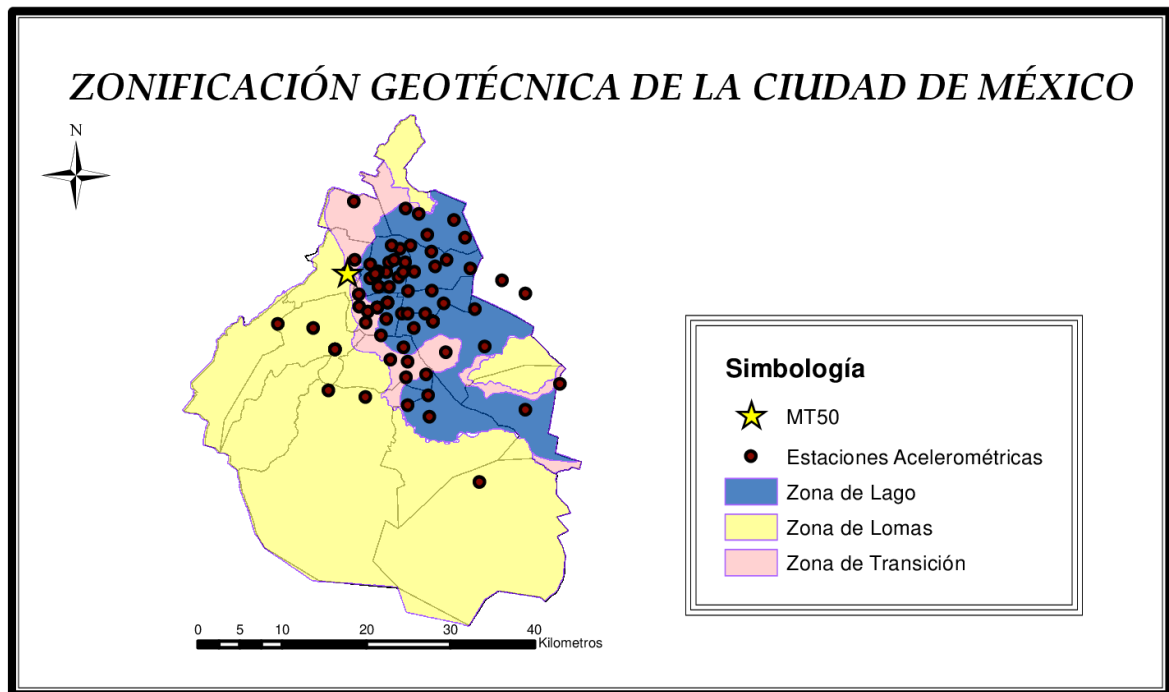 ZONIFICACIÓN GEOTÉCNICA DE LA CIUDAD DE MÉXICO
N
Simbología
MT50
Estaciones Acelerométricas
Zona de Lago
Zona de Lomas
Zona de Transición
0 5 10 20 30 40
Kilometros